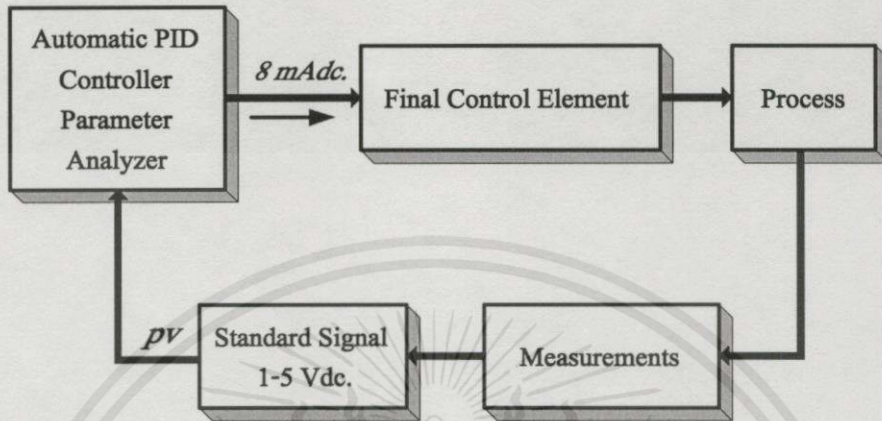 Automatic PID
Controller
Parameter
Analyzer
8 mAdc.
Final Control Element
Process
pv
Standard Signal
1-5 Vdc.
Measurements